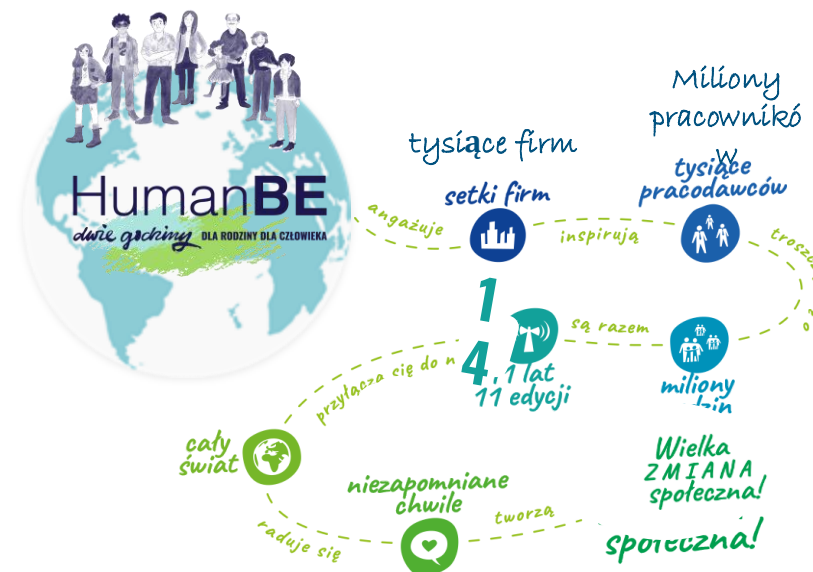 Miliony
pracownikó
w
tysiące firm
tysiące
pracodawców
setki firm
HumanBE
dwie godziny DLA RODZINY DLA CZŁOWIEKA
angażuje
inspirują
1
4
są razem
przyłącza się do n
1 lat
11 edycji
miliony
cały
świat
Wielka
ZMIANA
społeczna!
niezapomniane
chwile
tworzą
raduje się
społeczna!